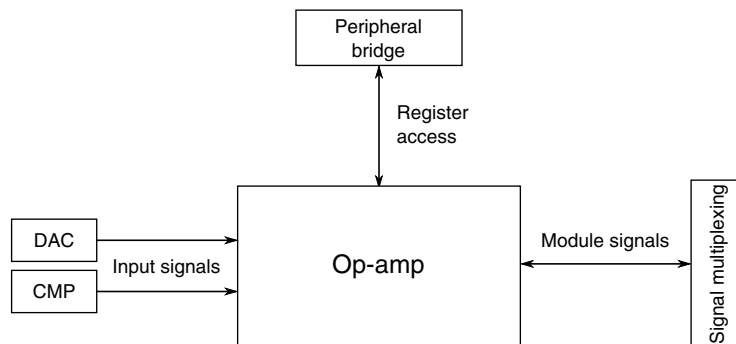 Peripheral
bridge
Register
access
DAC
Input signals
CMP
Op-amp
Module signals
Signal multiplexing